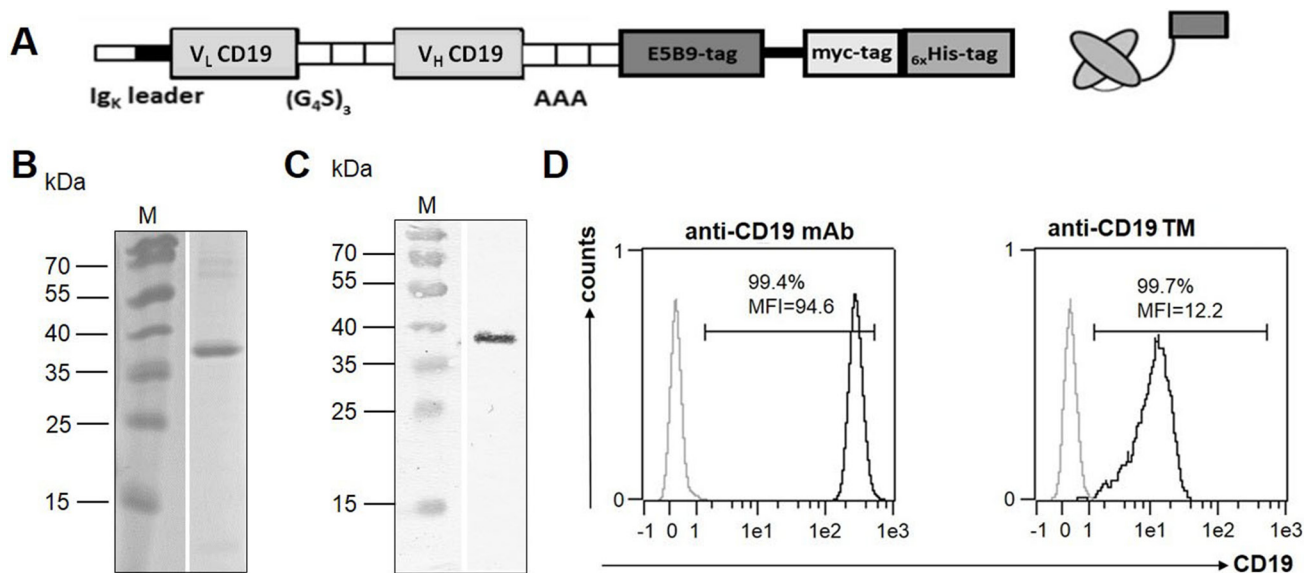 A
V_L CD19
V_H CD19
E5B9-tag
myc-tag
6xHis-tag
Ig_K leader
(G₄S)₃
AAA
B
kDa
M
70
55
40
35
25
15
C
kDa
M
70
55
40
35
25
15
D
anti-CD19 mAb
counts
1
99.4%
MFI=94.6
0
-1 0 1 1e1 1e2 1e3
anti-CD19 TM
1
99.7%
MFI=12.2
0
-1 0 1 1e1 1e2 1e3
CD19